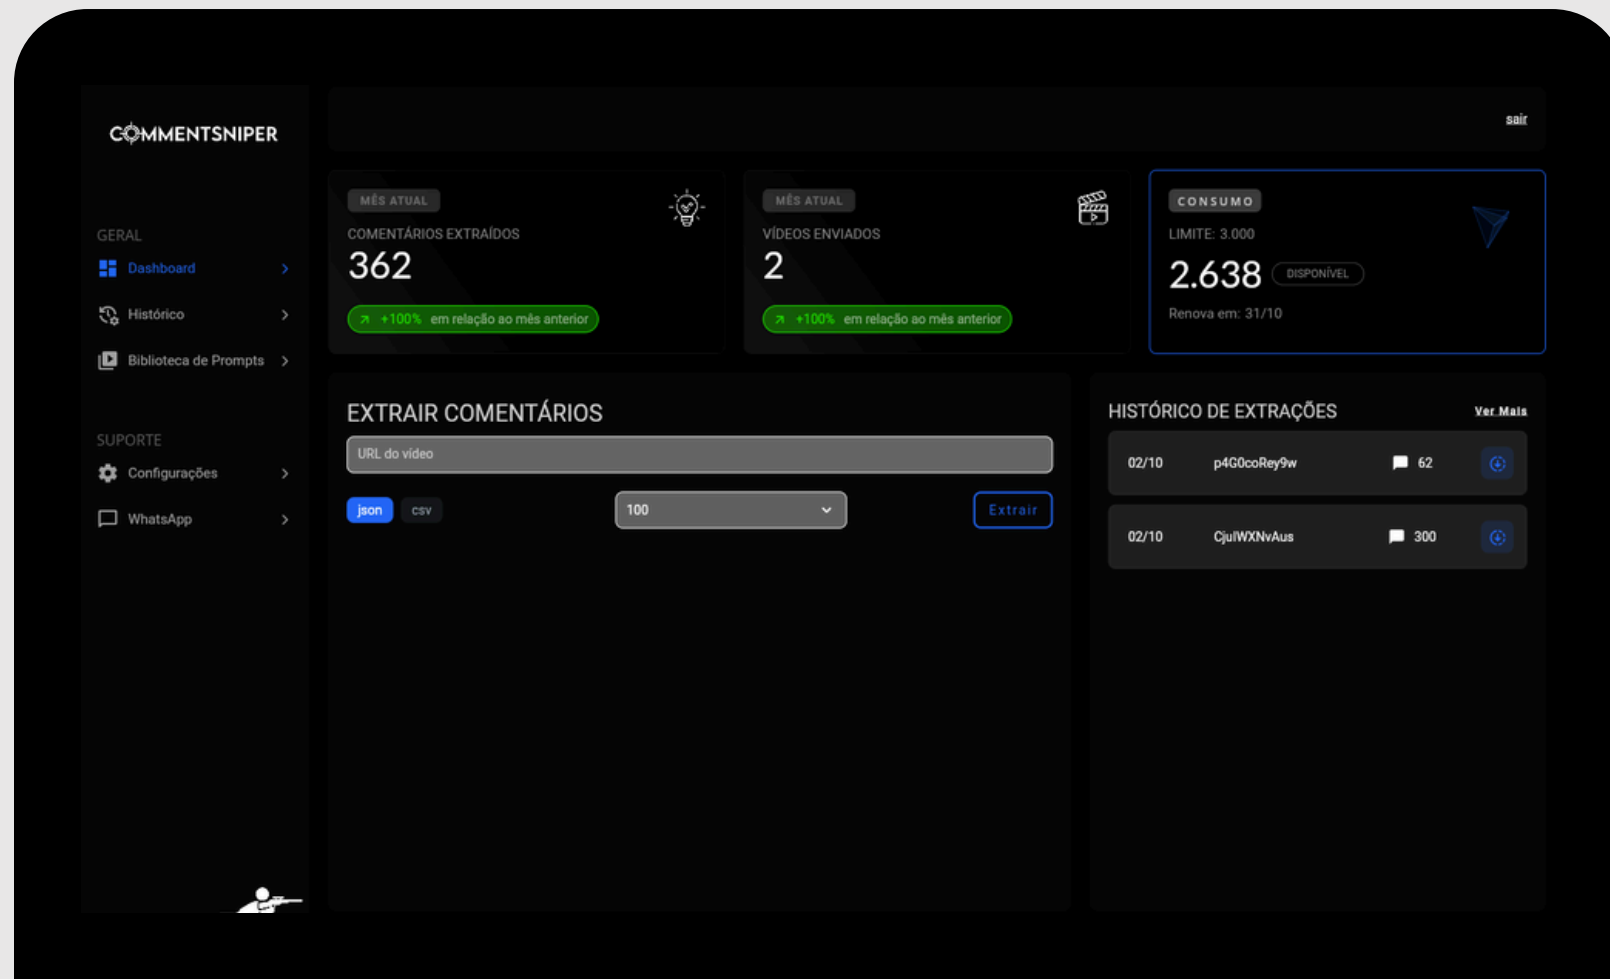 COMMENTSNIPER
GERAL
Dashboard
Histórico
Biblioteca de Prompts
SUPORTE
Configurações
WhatsApp
sair
MÊS ATUAL
COMENTÁRIOS EXTRAÍDOS
362
+100% em relação ao mês anterior
MÊS ATUAL
VÍDEOS ENVIADOS
2
+100% em relação ao mês anterior
CONSUMO
LIMITE: 3.000
2.638 DISPONÍVEL
Renova em: 31/10
EXTRAIR COMENTÁRIOS
URL do vídeo
json csv 100 Extrair
HISTÓRICO DE EXTRAÇÕES Ver Mais
02/10 p4G0coRey9w 62
02/10 CjulWXNvAus 300